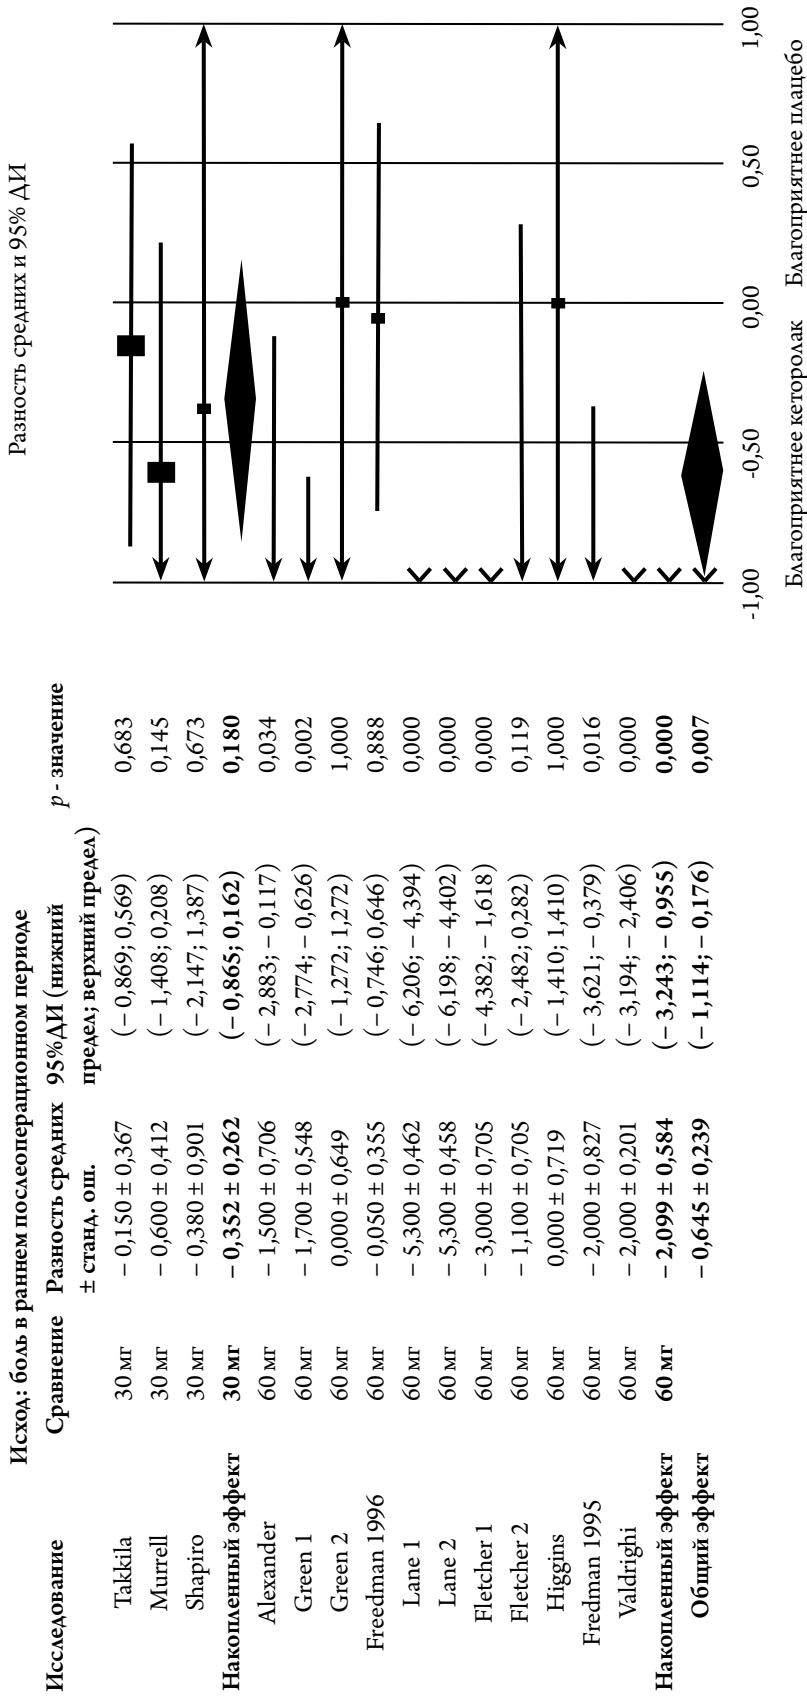 Исход: боль в раннем послеоперационном периоде
Исследование Сравнение Разность средних 95%ДИ (нижний p - значение Разность средних и 95% ДИ
± станд. ош. предел; верхний предел)
Takkila 30 мг – 0,150 ± 0,367 (– 0,869; 0,569) 0,683
Murrell 30 мг – 0,600 ± 0,412 (– 1,408; 0,208) 0,145
Shapiro 30 мг – 0,380 ± 0,901 (– 2,147; 1,387) 0,673
Накопленный эффект 30 мг – 0,352 ± 0,262 (– 0,865; 0,162) 0,180
Alexander 60 мг – 1,500 ± 0,706 (– 2,883; – 0,117) 0,034
Green 1 60 мг – 1,700 ± 0,548 (– 2,774; – 0,626) 0,002
Green 2 60 мг 0,000 ± 0,649 (– 1,272; 1,272) 1,000
Freedman 1996 60 мг – 0,050 ± 0,355 (– 0,746; 0,646) 0,888
Lane 1 60 мг – 5,300 ± 0,462 (– 6,206; – 4,394) 0,000
Lane 2 60 мг – 5,300 ± 0,458 (– 6,198; – 4,402) 0,000
Fletcher 1 60 мг – 3,000 ± 0,705 (– 4,382; – 1,618) 0,000
Fletcher 2 60 мг – 1,100 ± 0,705 (– 2,482; 0,282) 0,119
Higgins 60 мг 0,000 ± 0,719 (– 1,410; 1,410) 1,000
Fredman 1995 60 мг – 2,000 ± 0,827 (– 3,621; – 0,379) 0,016
Valdrighi 60 мг – 2,000 ± 0,201 (– 3,194; – 2,406) 0,000
Накопленный эффект 60 мг – 2,099 ± 0,584 (– 3,243; – 0,955) 0,000
Общий эффект – 0,645 ± 0,239 (– 1,114; – 0,176) 0,007
-1,00 -0,50 0,00 0,50 1,00
Благоприятнее кеторолак Благоприятнее плацебо